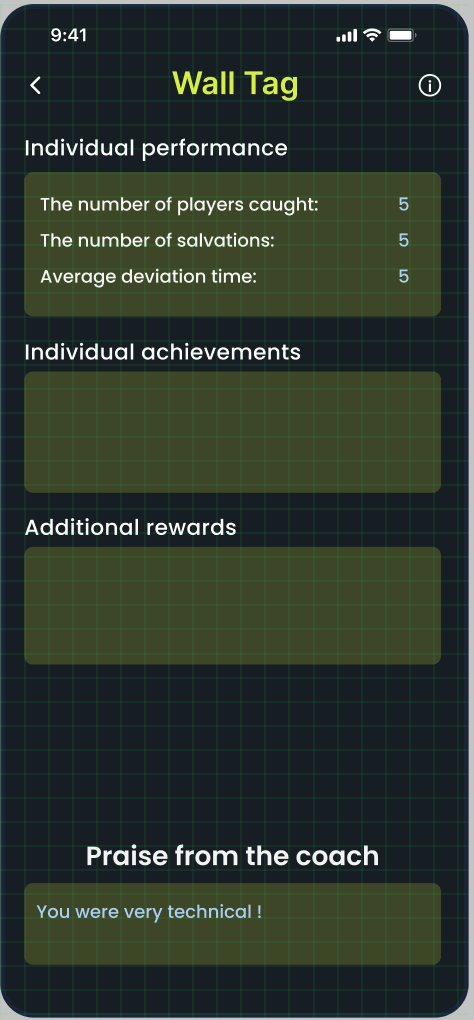 9:41
Wall Tag
Individual performance
The number of players caught: 5
The number of salvations: 5
Average deviation time: 5
Individual achievements
Additional rewards
Praise from the coach
You were very technical !